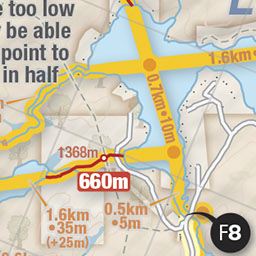 e too low
y be able
point to
in half
1.6km
0.7km•10m
↑368m
660m
1.6km
•35m
(+25m)
0.5km
•5m
F8